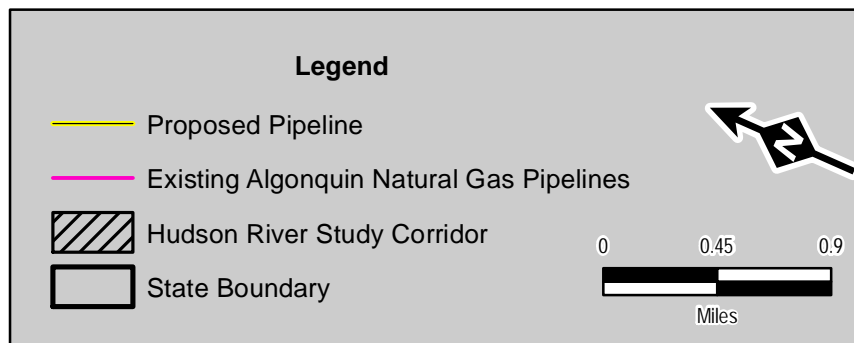 Legend
Proposed Pipeline
Existing Algonquin Natural Gas Pipelines
Hudson River Study Corridor
State Boundary
N
0 0.45 0.9
Miles